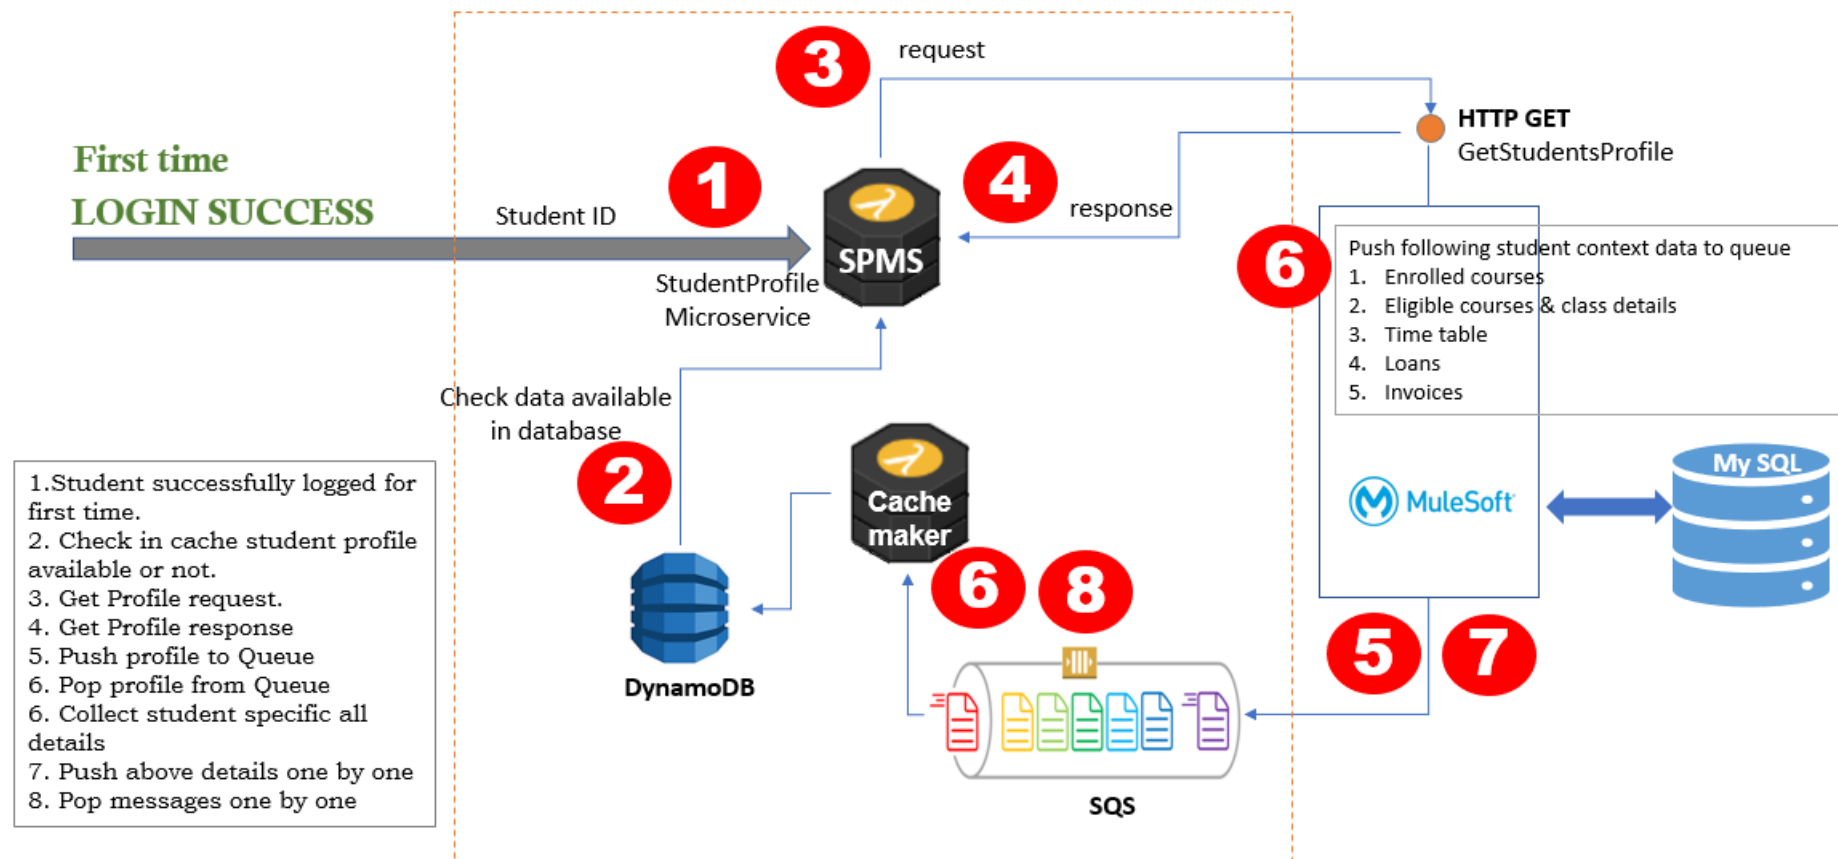 3
request
HTTP GET
GetStudentsProfile
First time
LOGIN SUCCESS
1
Student ID
4
response
SPMS
StudentProfile
Microservice
6
Push following student context data to queue
1. Enrolled courses
2. Eligible courses & class details
3. Time table
4. Loans
5. Invoices
Check data available
in database
2
Cache
maker
MuleSoft
My SQL
1.Student successfully logged for
first time.
2. Check in cache student profile
available or not.
3. Get Profile request.
4. Get Profile response
5. Push profile to Queue
6. Pop profile from Queue
6. Collect student specific all
details
7. Push above details one by one
8. Pop messages one by one
6
8
5
7
DynamoDB
SQS